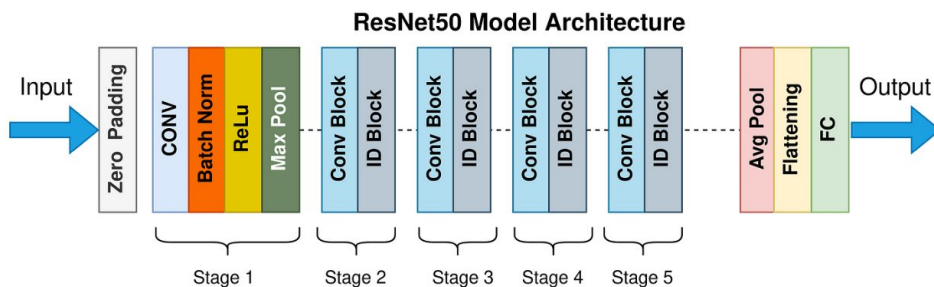 ResNet50 Model Architecture
Input
Zero Padding
CONV
Batch Norm
ReLu
Max Pool
Conv Block
ID Block
Conv Block
ID Block
Conv Block
ID Block
Conv Block
ID Block
Avg Pool
Flattening
FC
Output
Stage 1
Stage 2
Stage 3
Stage 4
Stage 5